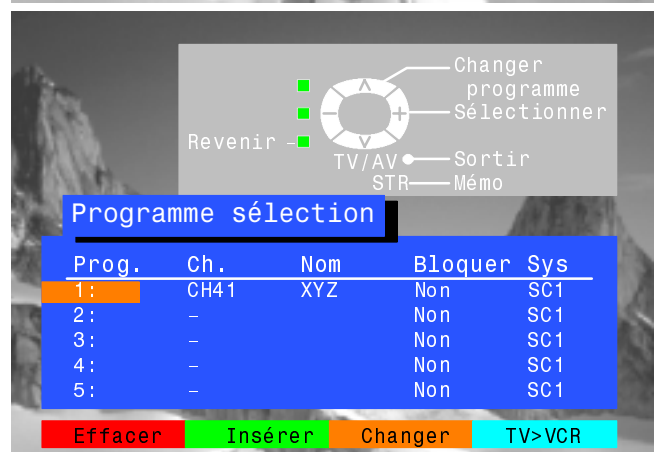 Changer
programme
Sélectionner
Revenir
TV/AV Sortir
STR Mémo
Programme sélection
Prog. Ch. Nom Bloquer Sys
1: CH41 XYZ Non SC1
2: - Non SC1
3: - Non SC1
4: - Non SC1
5: - Non SC1
Effacer Insérer Changer TV>VCR